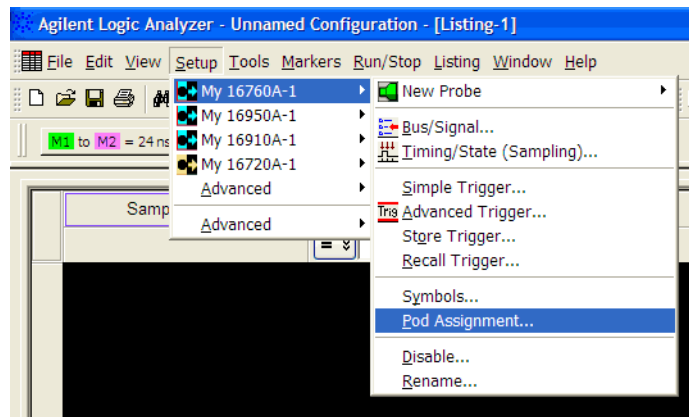 Agilent Logic Analyzer - Unnamed Configuration - [Listing-1]
File Edit View Setup Tools Markers Run/Stop Listing Window Help
My 16760A-1
My 16950A-1
My 16910A-1
My 16720A-1
Advanced
Advanced
M1 to M2 = 24 ns
Samp
=
New Probe
Bus/Signal...
Timing/State (Sampling)...
Simple Trigger...
Trig Advanced Trigger...
Store Trigger...
Recall Trigger...
Symbols...
Pod Assignment...
Disable...
Rename...